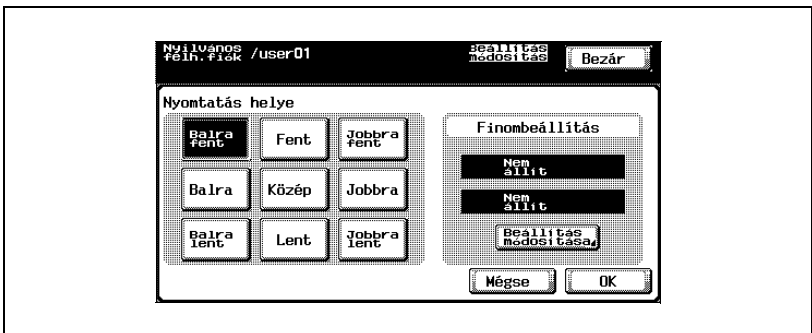 Nyilvános
félh.fiók /user01
Beállítás
módosítás
Bezár
Nyomtatás helye
Balra
fent
Fent
Jobbra
fent
Finombeállítás
Nem
állít
Balra
Közép
Jobbra
Nem
állít
Balra
lent
Lent
Jobbra
lent
Beállítás
módosítása
Mégse
OK